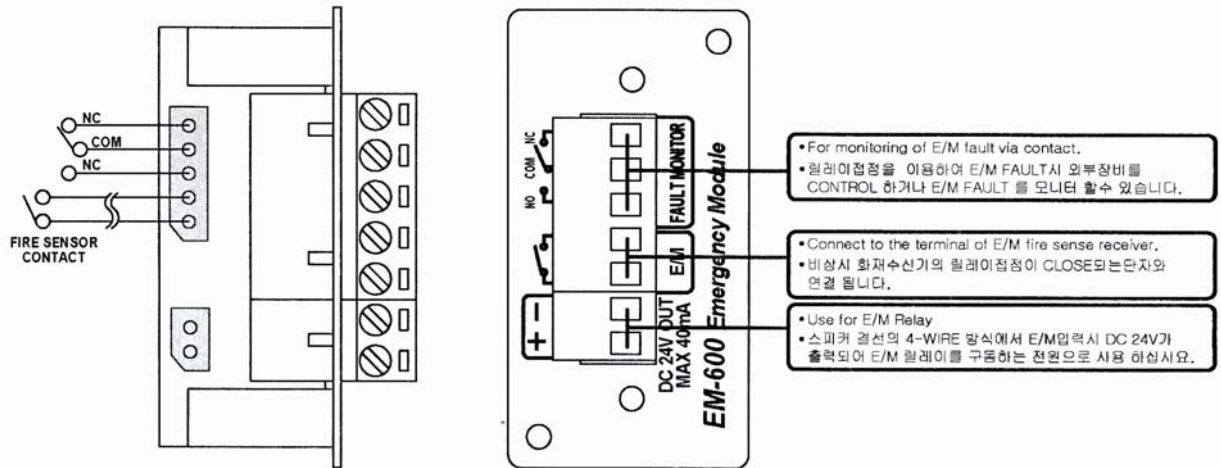 NC
COM
NC
FIRE SENSOR
CONTACT
NC
COM
NO
FAULT MONITOR
E/M
+ -
DC 24V OUT
MAX 40mA
EM-600 Emergency Module
• For monitoring of E/M fault via contact.
• 릴레이접점을 이용하여 E/M FAULT시 외부장비를
CONTROL 하거나 E/M FAULT 를 모니터 할수 있습니다.
• Connect to the terminal of E/M fire sense receiver.
• 비상시 화재수신기의 릴레이접점이 CLOSE되는단자와
연결 됩니다.
• Use for E/M Relay
• 스피커 결선의 4-WIRE 방식에서 E/M입력시 DC 24V가
출력되어 E/M 릴레이를 구동하는 전원으로 사용 하십시요.